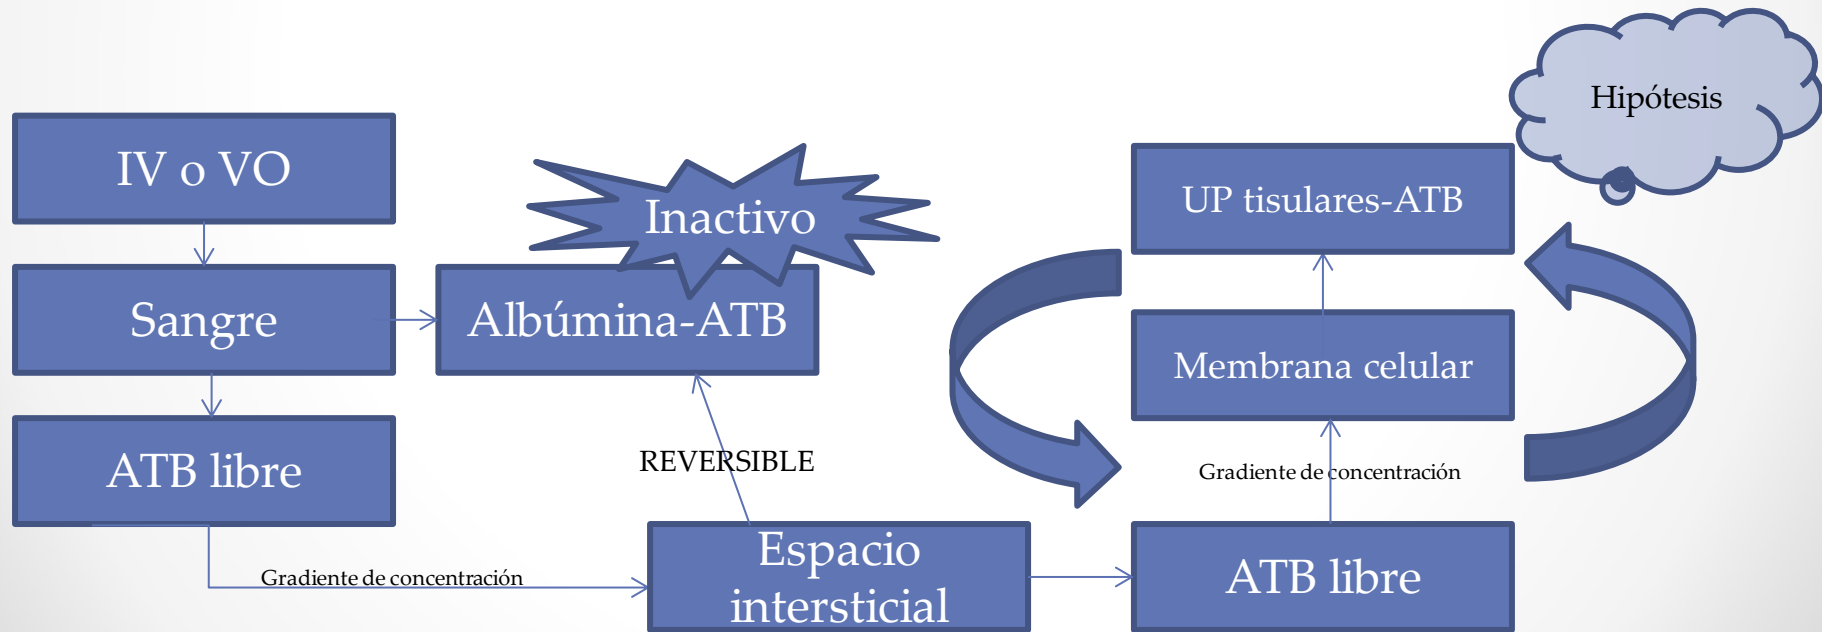 IV o VO
Sangre
ATB libre
Inactivo
Albúmina-ATB
REVERSIBLE
Gradiente de concentración
Espacio
intersticial
Hipótesis
UP tisulares-ATB
Membrana celular
Gradiente de concentración
ATB libre